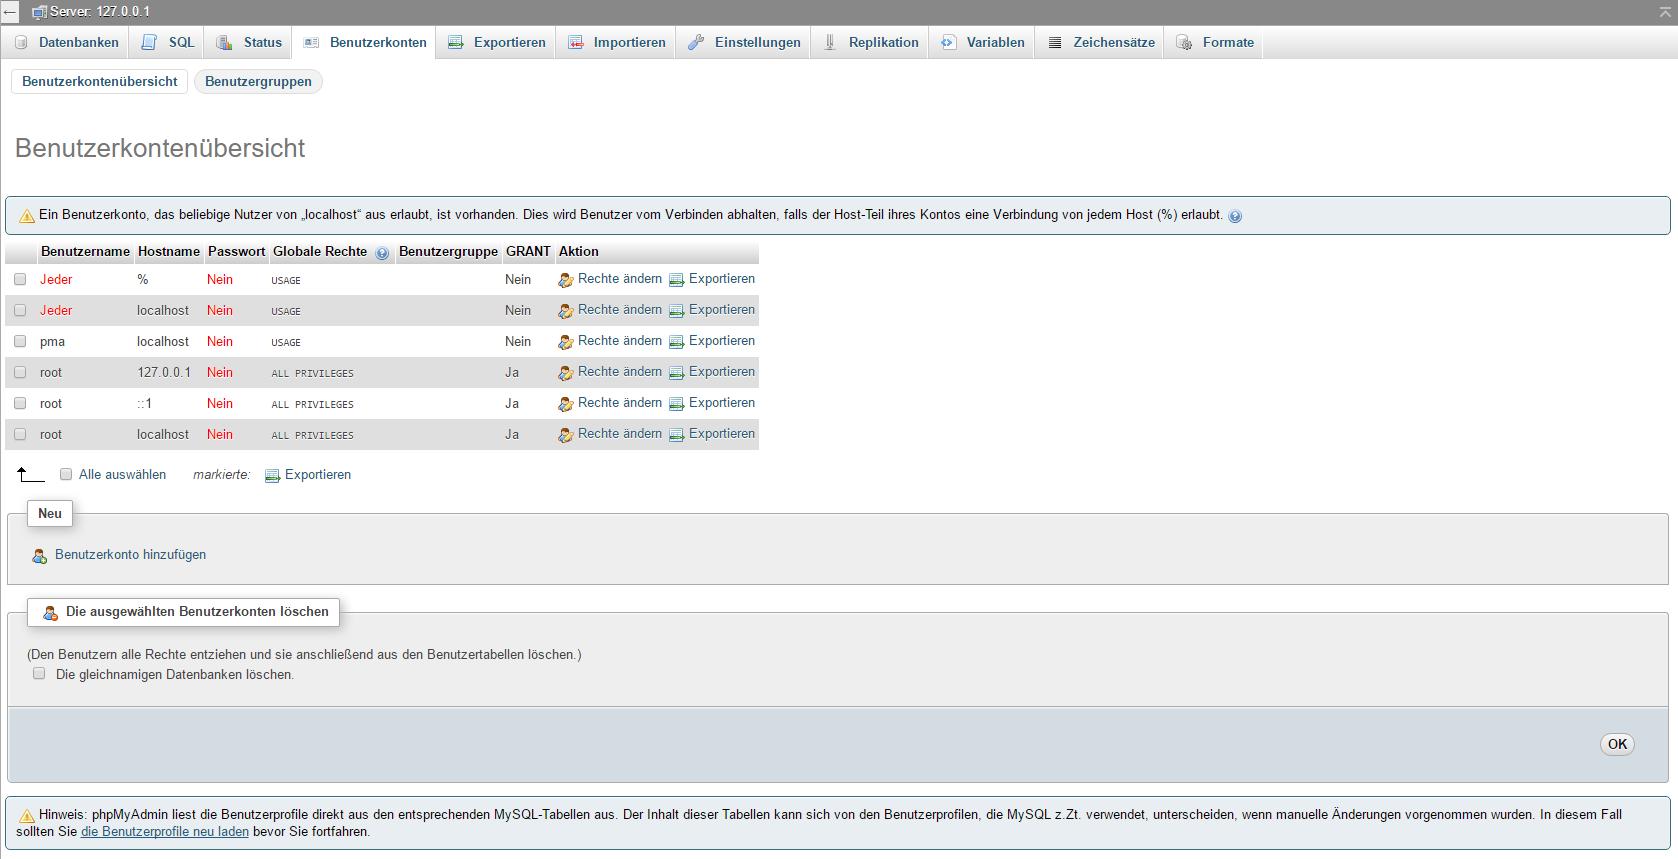 Server: 127.0.0.1
Datenbanken SQL Status Benutzerkonten Exportieren Importieren Einstellungen Replikation Variablen Zeichensätze Formate
Benutzerkontenübersicht Benutzergruppen
Benutzerkontenübersicht
Ein Benutzerkonto, das beliebige Nutzer von „localhost“ aus erlaubt, ist vorhanden. Dies wird Benutzer vom Verbinden abhalten, falls der Host-Teil ihres Kontos eine Verbindung von jedem Host (%) erlaubt.
Benutzername Hostname Passwort Globale Rechte Benutzergruppe GRANT Aktion
Jeder % Nein USAGE Nein Rechte ändern Exportieren
Jeder localhost Nein USAGE Nein Rechte ändern Exportieren
pma localhost Nein USAGE Nein Rechte ändern Exportieren
root 127.0.0.1 Nein ALL PRIVILEGES Ja Rechte ändern Exportieren
root ::1 Nein ALL PRIVILEGES Ja Rechte ändern Exportieren
root localhost Nein ALL PRIVILEGES Ja Rechte ändern Exportieren
Alle auswählen markierte: Exportieren
Neu
Benutzerkonto hinzufügen
Die ausgewählten Benutzerkonten löschen
(Den Benutzern alle Rechte entziehen und sie anschließend aus den Benutzertabellen löschen.)
Die gleichnamigen Datenbanken löschen.
OK
Hinweis: phpMyAdmin liest die Benutzerprofile direkt aus den entsprechenden MySQL-Tabellen aus. Der Inhalt dieser Tabellen kann sich von den Benutzerprofilen, die MySQL z.Zt. verwendet, unterscheiden, wenn manuelle Änderungen vorgenommen wurden. In diesem Fall
sollten Sie die Benutzerprofile neu laden bevor Sie fortfahren.